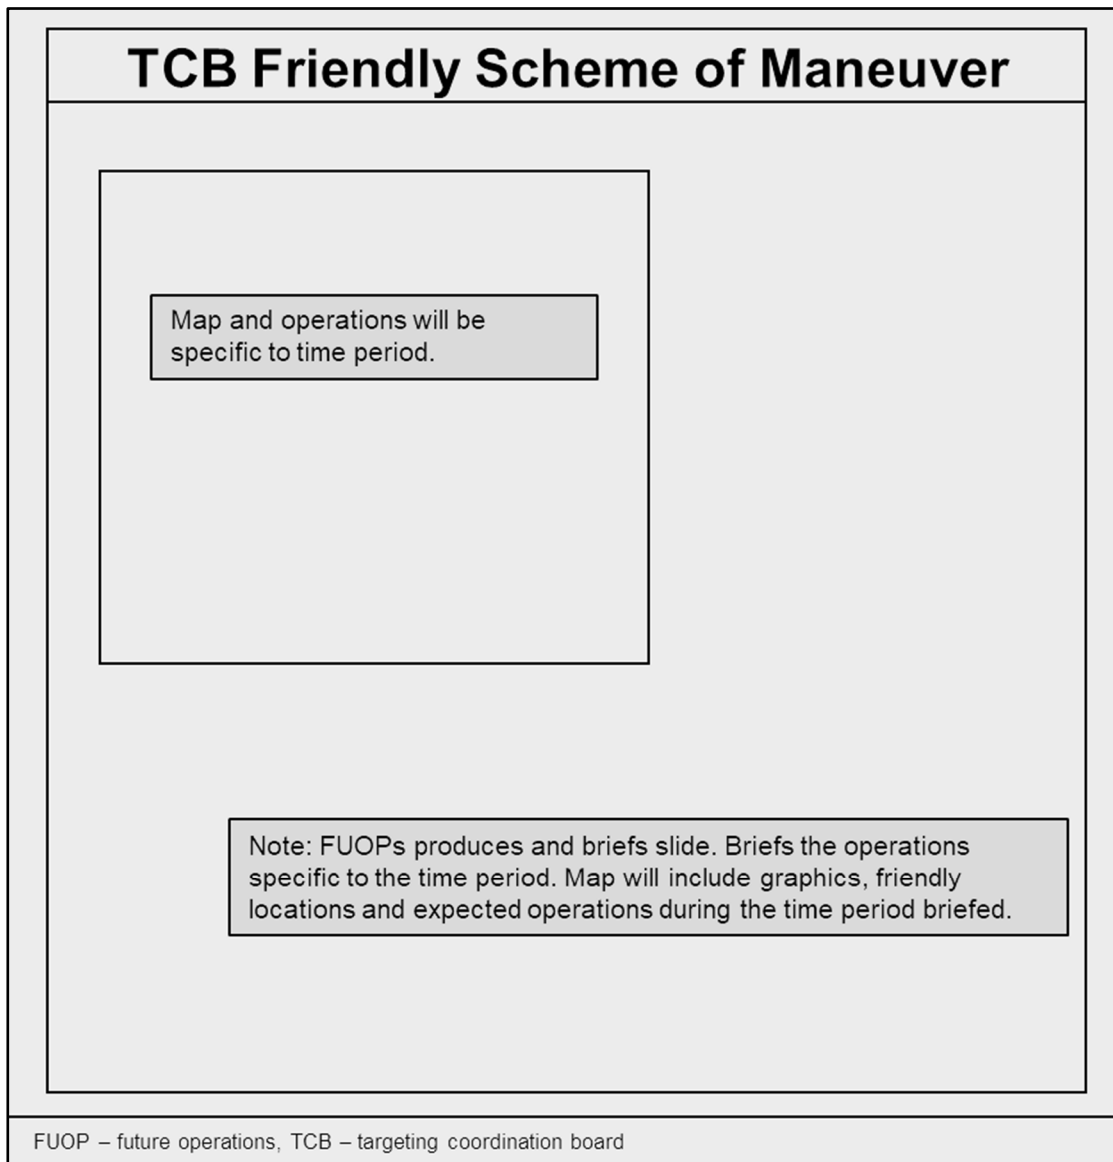 TCB Friendly Scheme of Maneuver
Map and operations will be
specific to time period.
Note: FUOPs produces and briefs slide. Briefs the operations
specific to the time period. Map will include graphics, friendly
locations and expected operations during the time period briefed.
FUOP – future operations, TCB – targeting coordination board